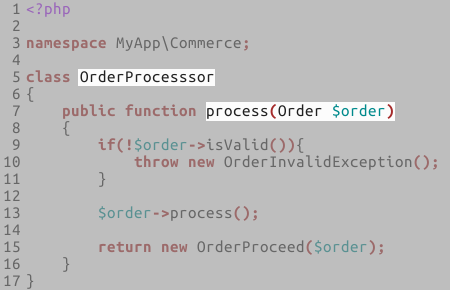 1 <?php
2
3 namespace MyApp\Commerce;
4
5 class OrderProcesssor
6 {
7     public function process(Order $order)
8     {
9         if(!$order->isValid()){
10             throw new OrderInvalidException();
11         }
12
13         $order->process();
14
15         return new OrderProceed($order);
16     }
17 }